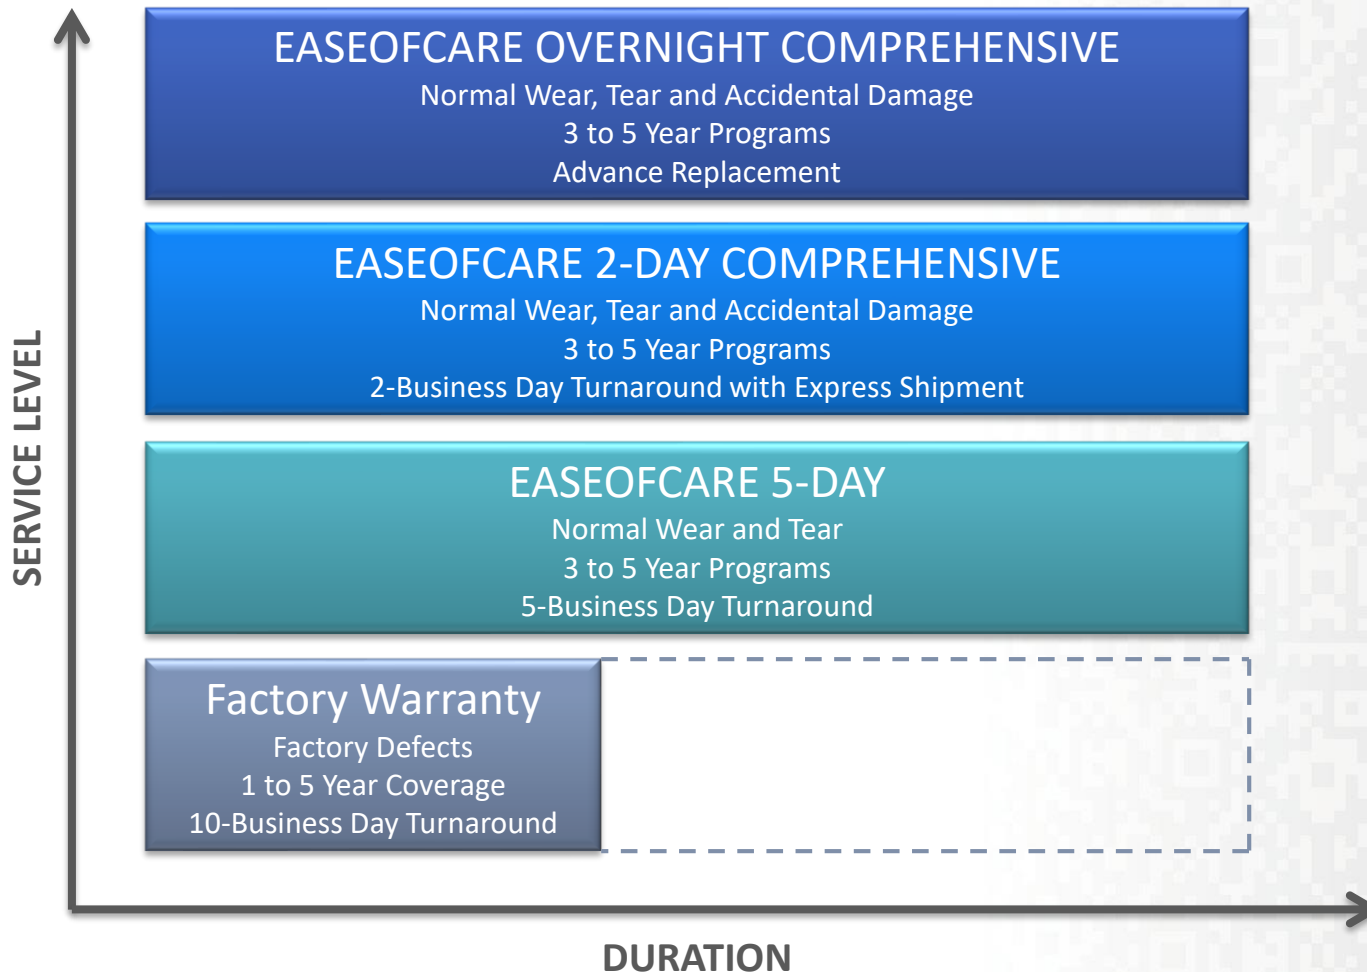 EASEOFCARE OVERNIGHT COMPREHENSIVE
Normal Wear, Tear and Accidental Damage
3 to 5 Year Programs
Advance Replacement
EASEOFCARE 2-DAY COMPREHENSIVE
Normal Wear, Tear and Accidental Damage
3 to 5 Year Programs
2-Business Day Turnaround with Express Shipment
EASEOFCARE 5-DAY
Normal Wear and Tear
3 to 5 Year Programs
5-Business Day Turnaround
Factory Warranty
Factory Defects
1 to 5 Year Coverage
10-Business Day Turnaround
SERVICE LEVEL
DURATION